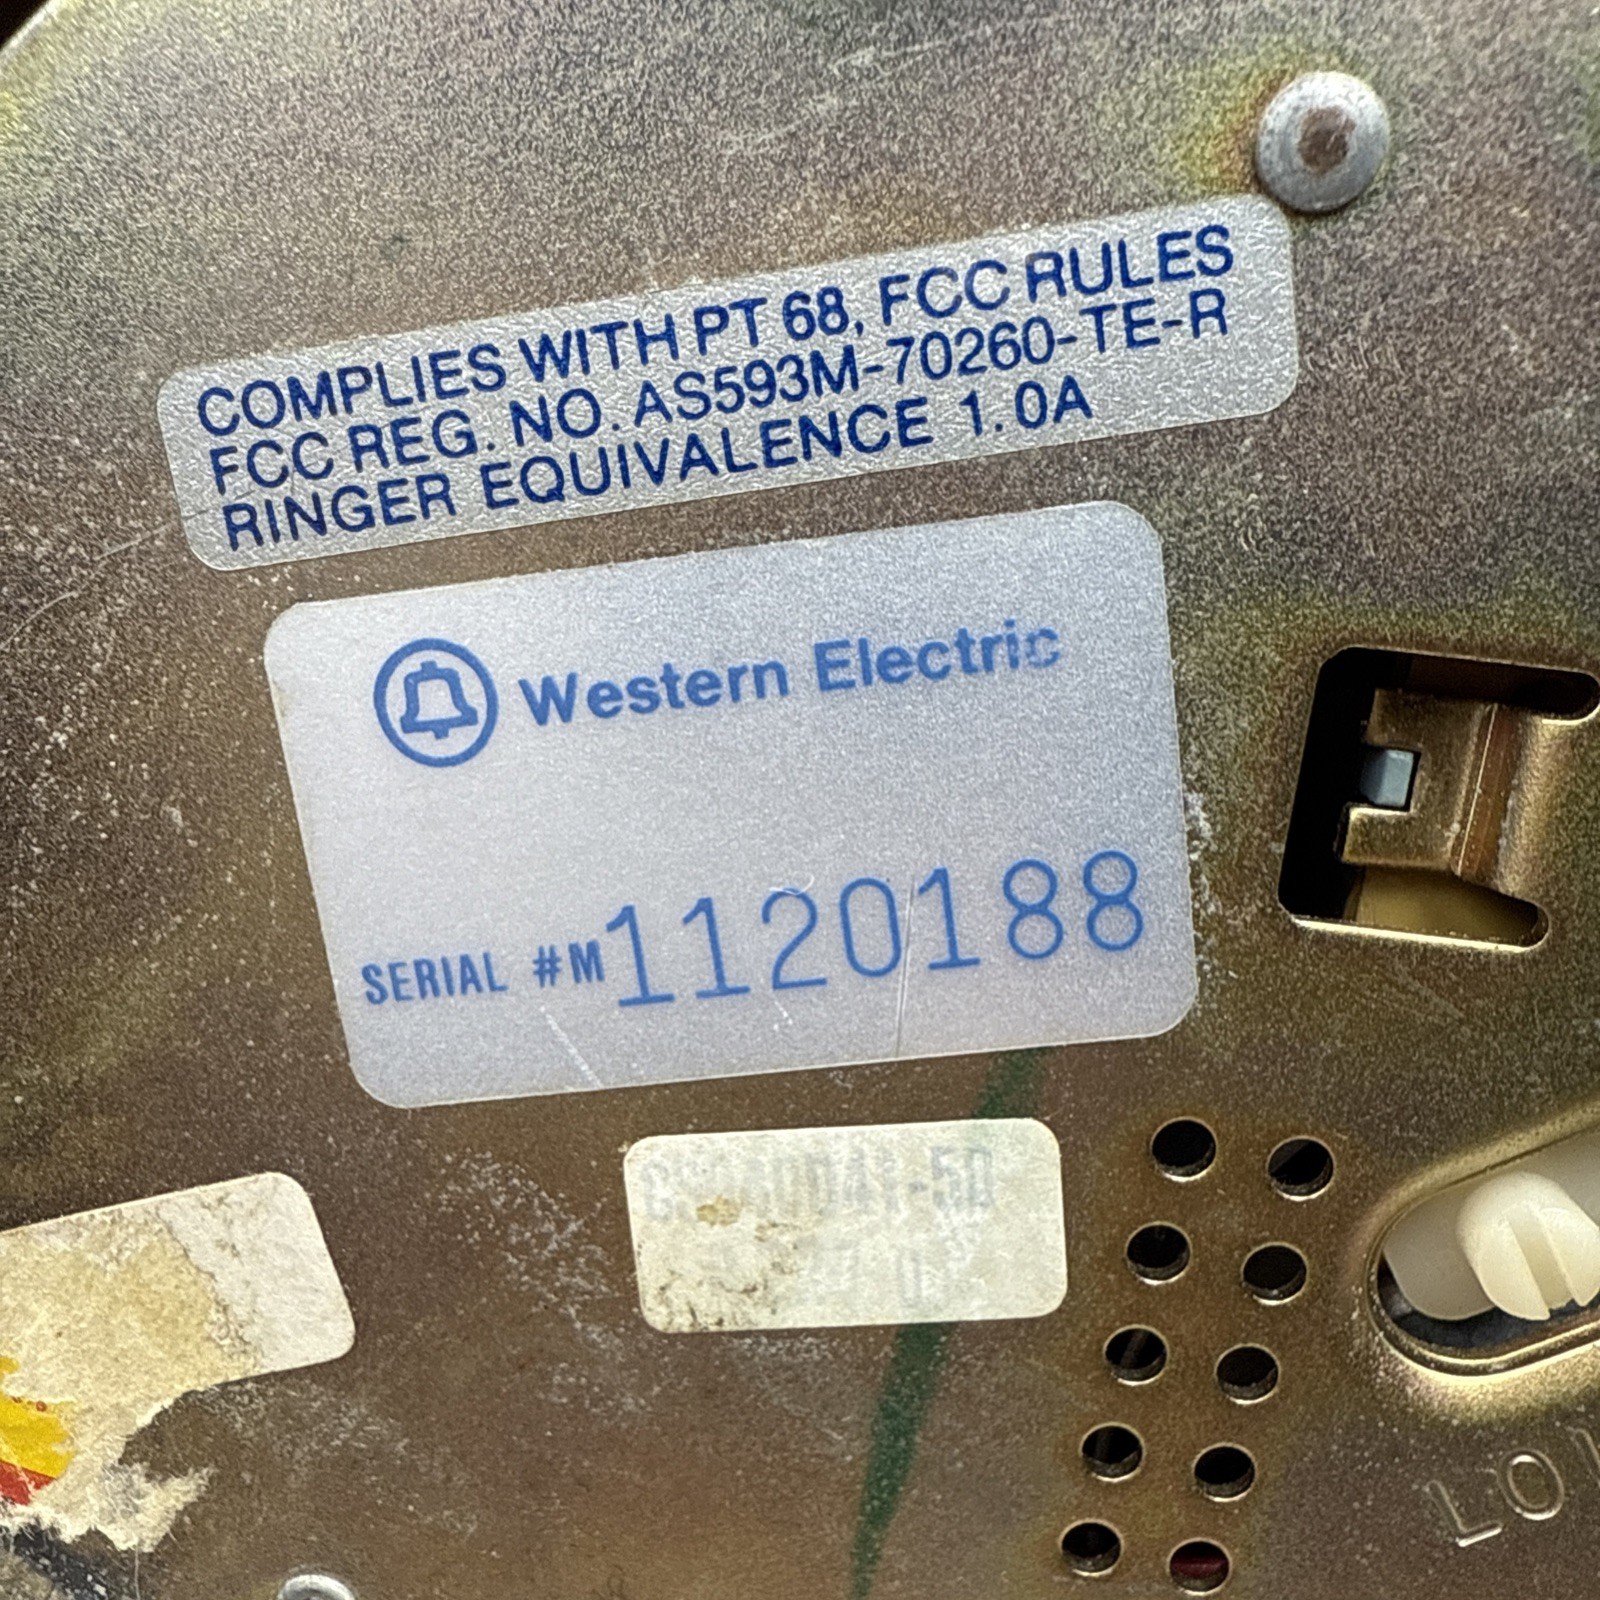 COMPLIES WITH PT 68, FCC RULES
FCC REG. NO. AS593M-70260-TE-R
RINGER EQUIVALENCE 1.0A
Western Electric
SERIAL #M1120188